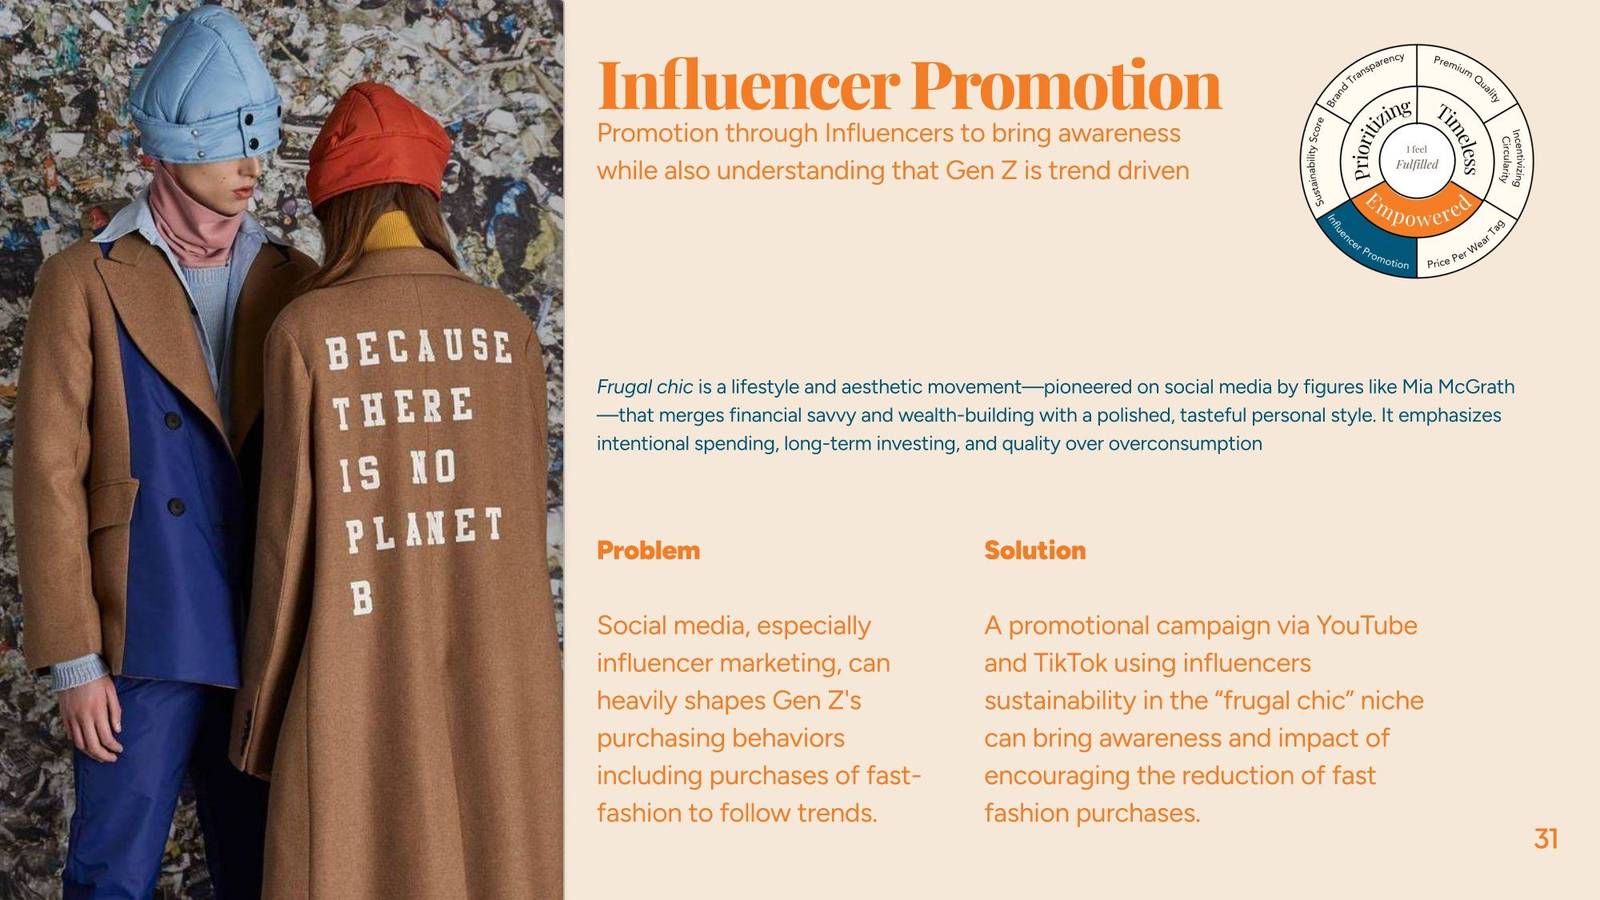 Influencer Promotion
Promotion through Influencers to bring awareness
while also understanding that Gen Z is trend driven
Brand Transparency
Premium Quality
Sustainability Score
Prioritizing
Timeless
Incentivizing
Circularity
I feel
Fulfilled
Empowered
Influencer Promotion
Price Per Wear Tag
BECAUSE
THERE
IS NO
PLANET
B
Frugal chic is a lifestyle and aesthetic movement—pioneered on social media by figures like Mia McGrath
—that merges financial savvy and wealth-building with a polished, tasteful personal style. It emphasizes
intentional spending, long-term investing, and quality over overconsumption
Problem
Social media, especially
influencer marketing, can
heavily shapes Gen Z's
purchasing behaviors
including purchases of fast-
fashion to follow trends.
Solution
A promotional campaign via YouTube
and TikTok using influencers
sustainability in the “frugal chic” niche
can bring awareness and impact of
encouraging the reduction of fast
fashion purchases.
31